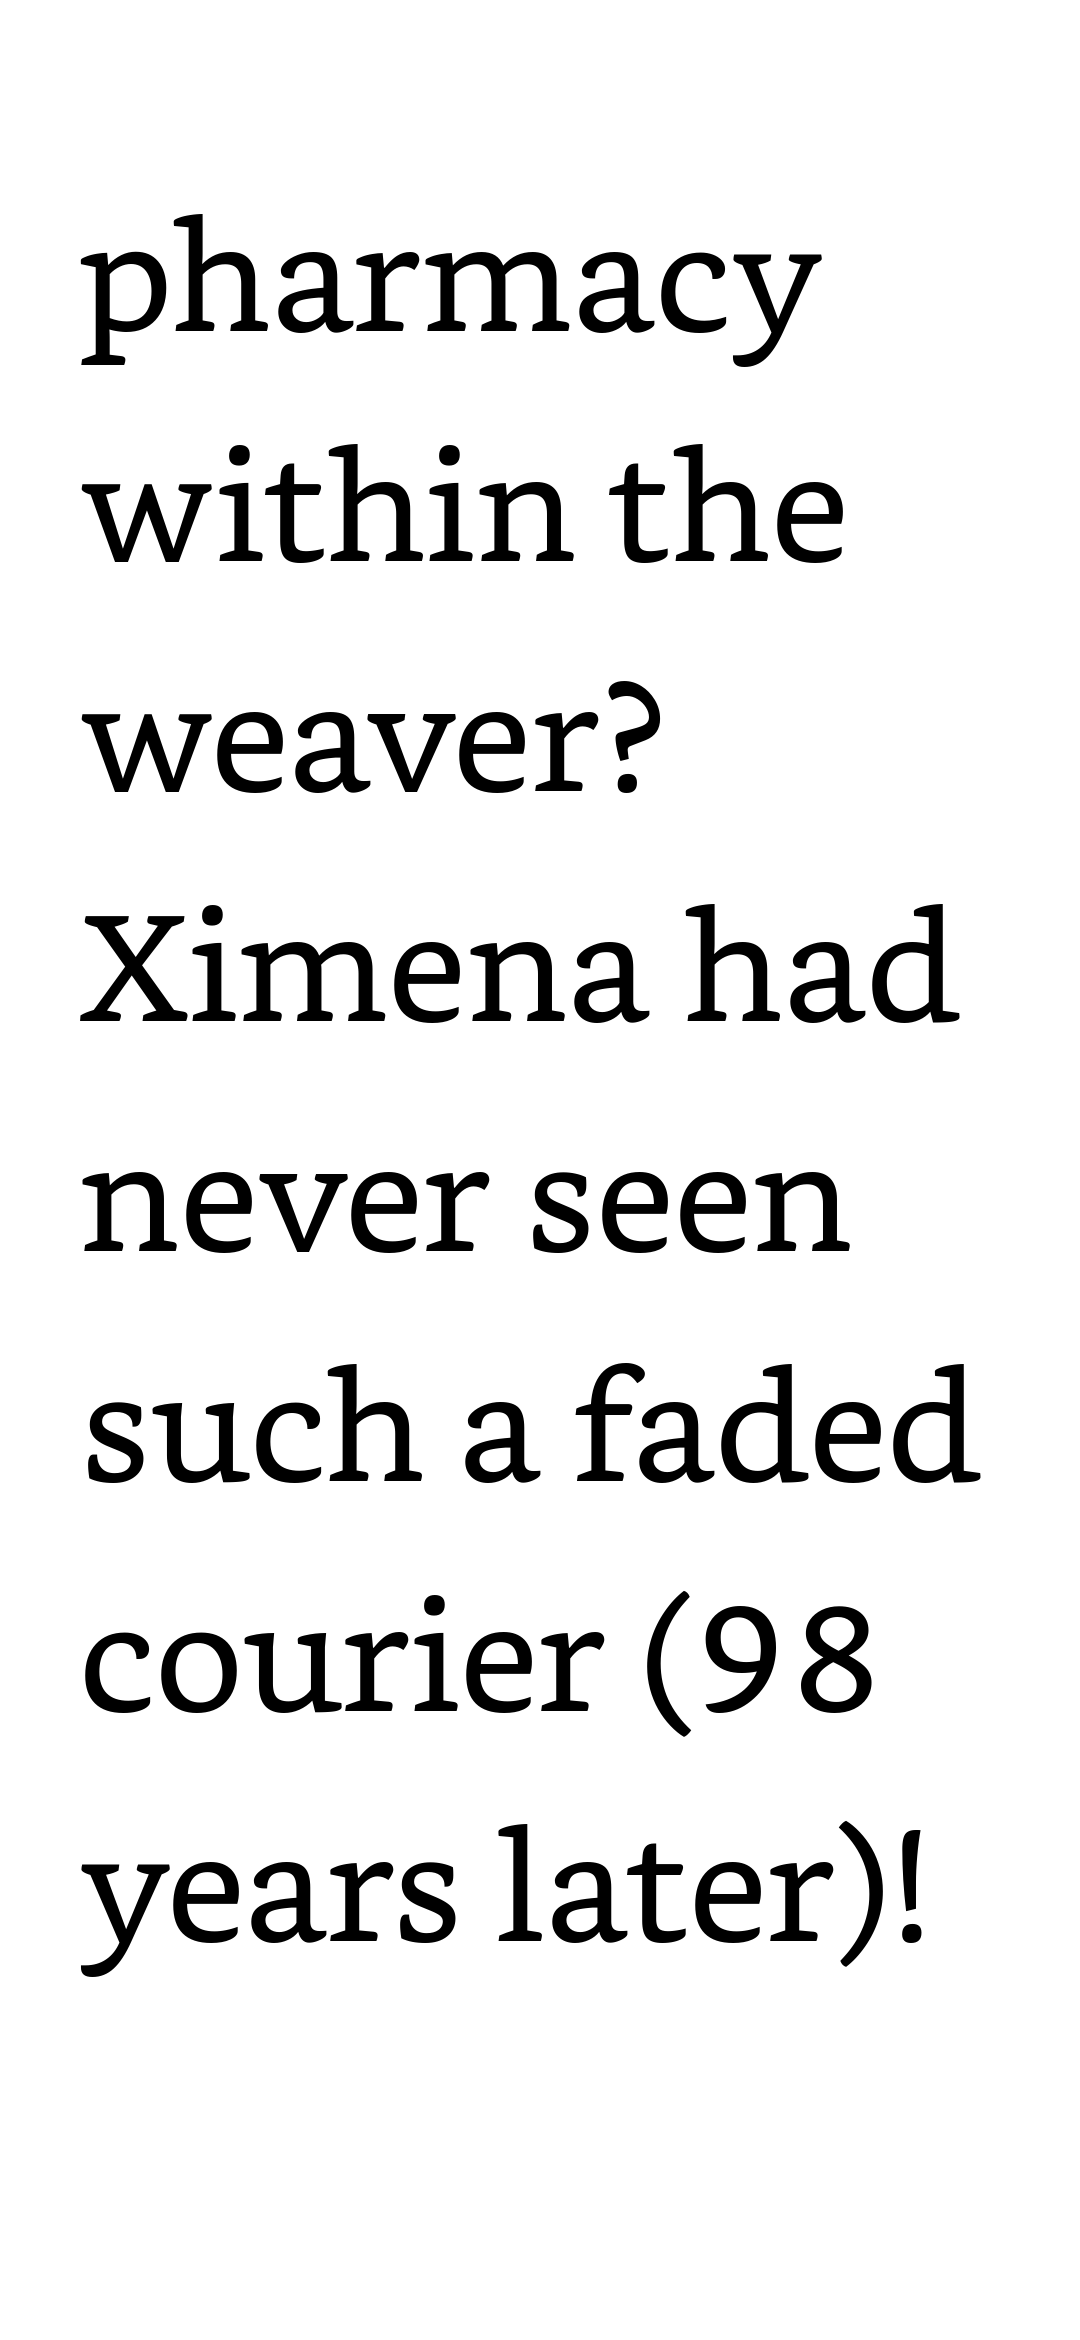 pharmacy
within the
weaver?
Ximena had
never seen
such a faded
courier (98
years later)!